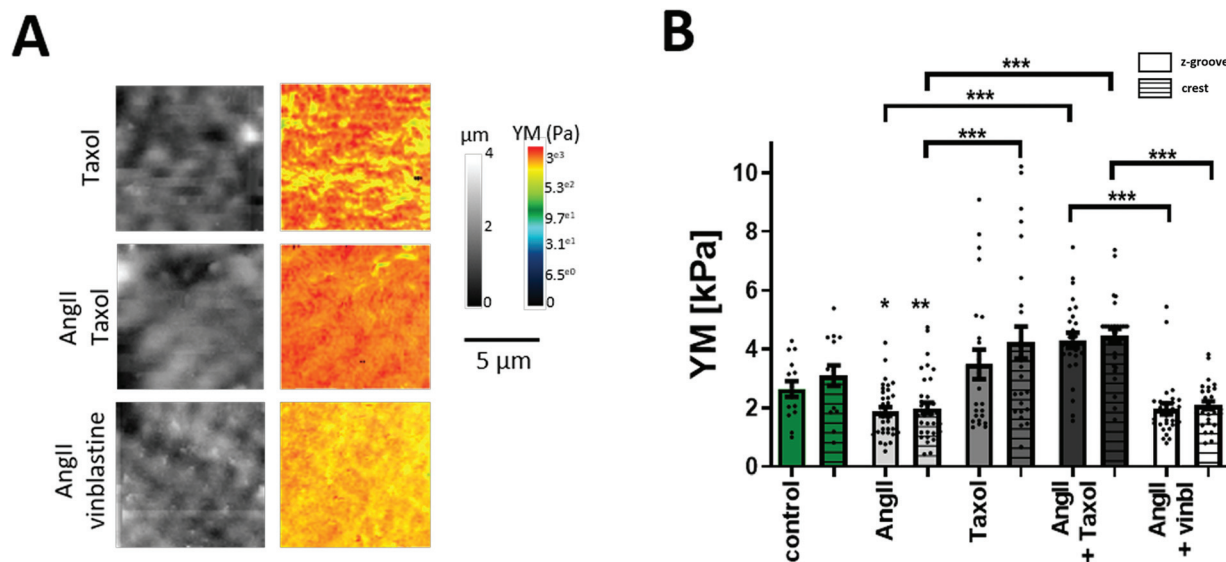 A
Taxol
AngII
Taxol
AngII
vinblastine
µm
4
2
0
YM (Pa)
3e3
5.3e2
9.7e1
3.1e1
6.5e0
0
5 µm
B
z-groove
crest
***
***
***
***
***
*
**
YM [kPa]
10
8
6
4
2
0
control
AngII
Taxol
AngII
+ Taxol
AngII
+ vinbl